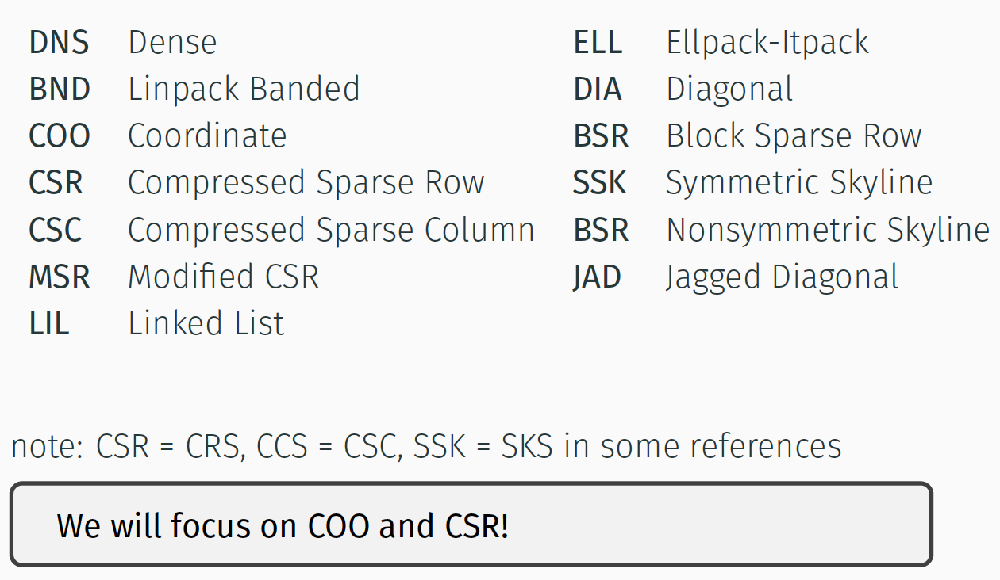 DNS Dense
BND Linpack Banded
COO Coordinate
CSR Compressed Sparse Row
CSC Compressed Sparse Column
MSR Modified CSR
LIL Linked List
ELL Ellpack-Itpack
DIA Diagonal
BSR Block Sparse Row
SSK Symmetric Skyline
BSR Nonsymmetric Skyline
JAD Jagged Diagonal
note: CSR = CRS, CCS = CSC, SSK = SKS in some references
We will focus on COO and CSR!